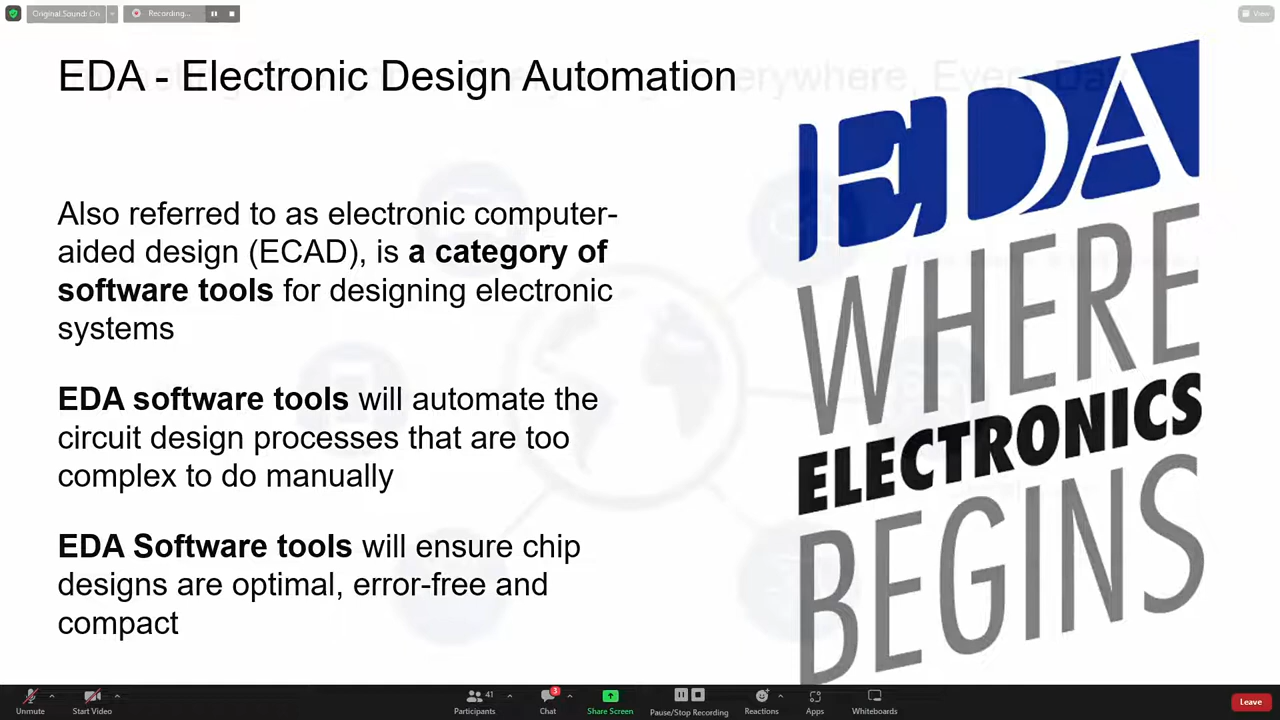 Original Sound: On
Recording...
View
EDA - Electronic Design Automation
Also referred to as electronic computer-
aided design (ECAD), is a category of
software tools for designing electronic
systems
EDA software tools will automate the
circuit design processes that are too
complex to do manually
EDA Software tools will ensure chip
designs are optimal, error-free and
compact
EDA
WHERE
ELECTRONICS
BEGINS
Unmute
Start Video
41
Participants
3
Chat
Share Screen
Pause/Stop Recording
Reactions
Apps
Whiteboards
Leave